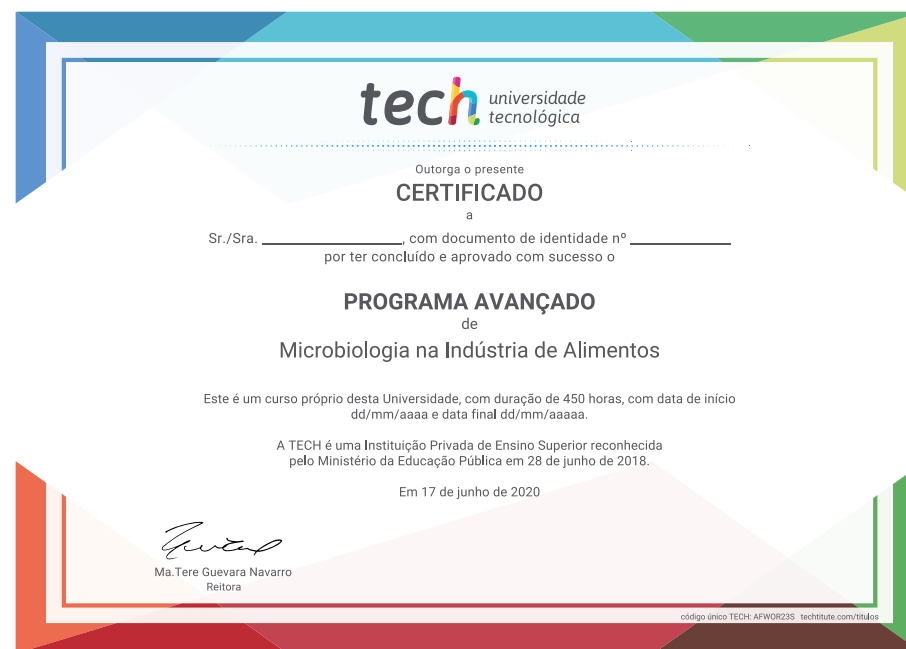 tech universidade
tecnológica
Outorga o presente
CERTIFICADO
a
Sr./Sra. ____________________, com documento de identidade nº ______________
por ter concluído e aprovado com sucesso o
PROGRAMA AVANÇADO
de
Microbiologia na Indústria de Alimentos
Este é um curso próprio desta Universidade, com duração de 450 horas, com data de início
dd/mm/aaaa e data final dd/mm/aaaaa.
A TECH é uma Instituição Privada de Ensino Superior reconhecida
pelo Ministério da Educação Pública em 28 de junho de 2018.
Em 17 de junho de 2020
Ma.Tere Guevara Navarro
Reitora
código único TECH: AFWOR23S techtitute.com/titulos